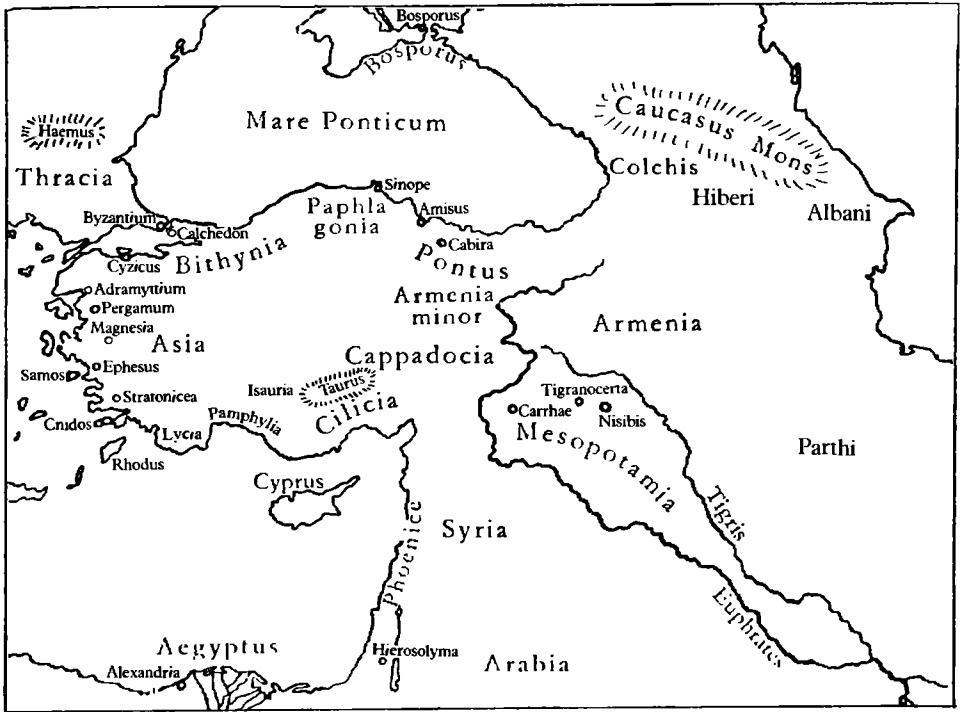 Bosporus
Bosporus
Caucasus Mons
Mare Ponticum
Haemus
Colchis
Thracia
Sinope
Hiberi
Paphla
gonia
Albani
Amisus
Byzantium
Calchedon
Bithynia
Cabira
Pontus
Cyzicus
Adramyttium
Armenia
minor
Pergamum
Armenia
Magnesia
Asia
Cappadocia
Ephesus
Samos
Taurus
Isauria
Tigranocerta
Stratonicea
Cilicia
Carrhae
Nisibis
Cnidos
Pamphylia
Lycia
Mesopotamia
Rhodus
Parthi
Cyprus
Tigris
Syria
Phoenice
Euphrates
Aegyptus
Hierosolyma
Arabia
Alexandria